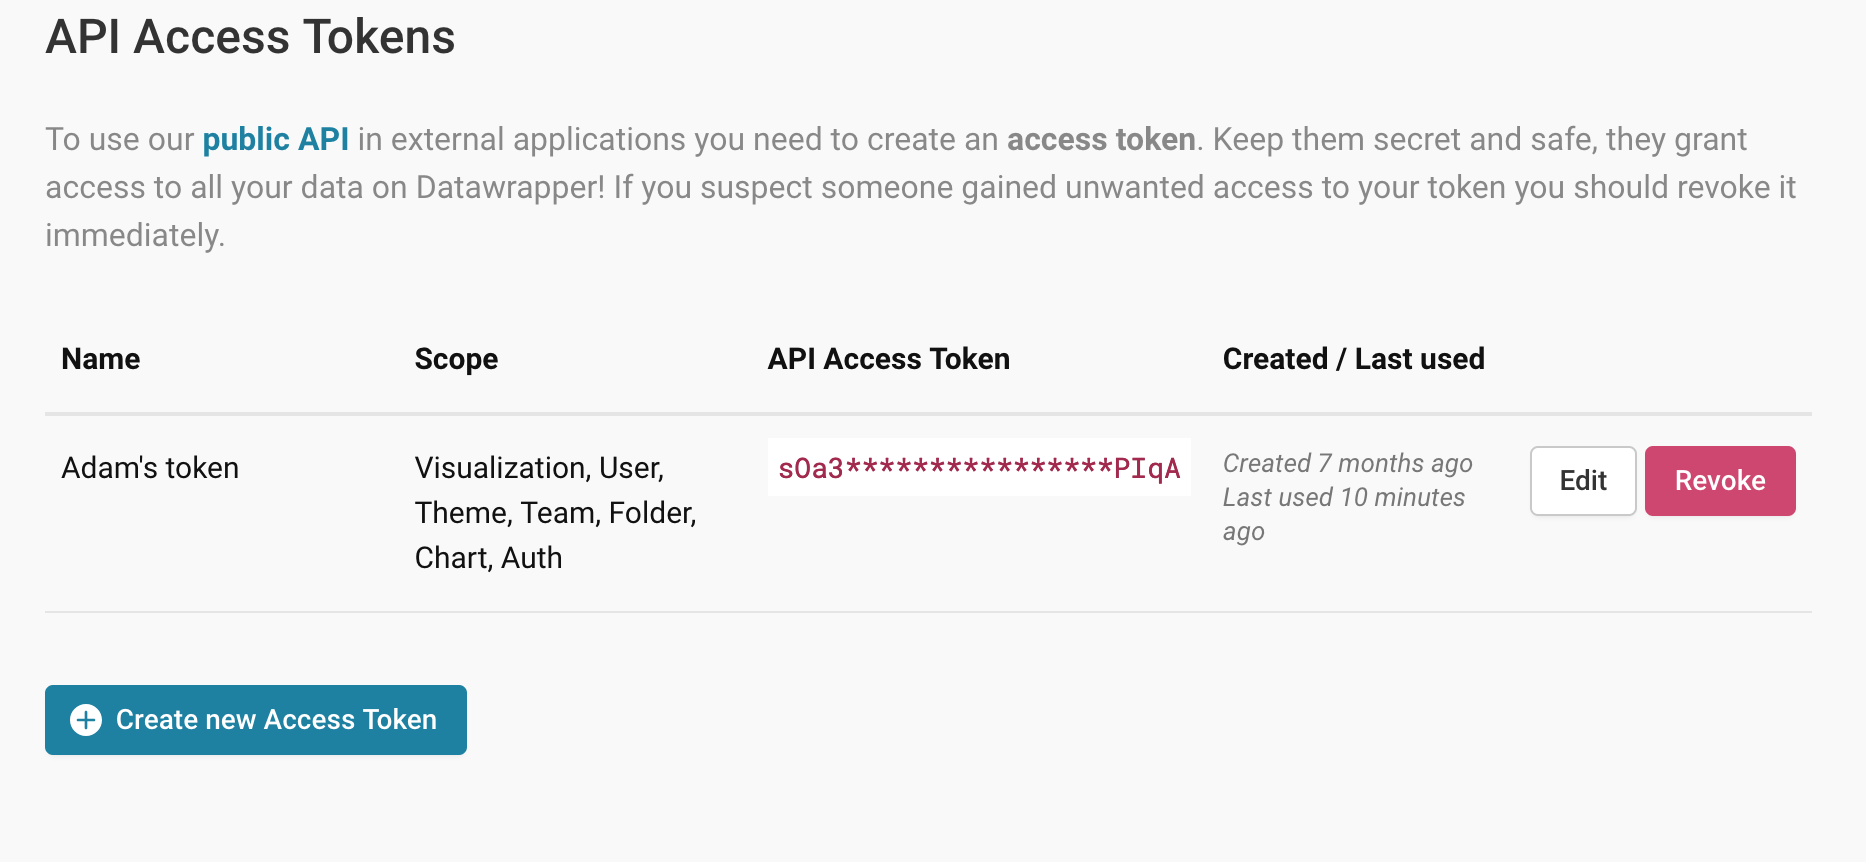 API Access Tokens
To use our public API in external applications you need to create an access token. Keep them secret and safe, they grant
access to all your data on Datawrapper! If you suspect someone gained unwanted access to your token you should revoke it
immediately.
Name Scope API Access Token Created / Last used
Adam's token Visualization, User, sOa3****************PIqA Created 7 months ago Edit Revoke
Last used 10 minutes
Theme, Team, Folder,
ago
Chart, Auth
Create new Access Token